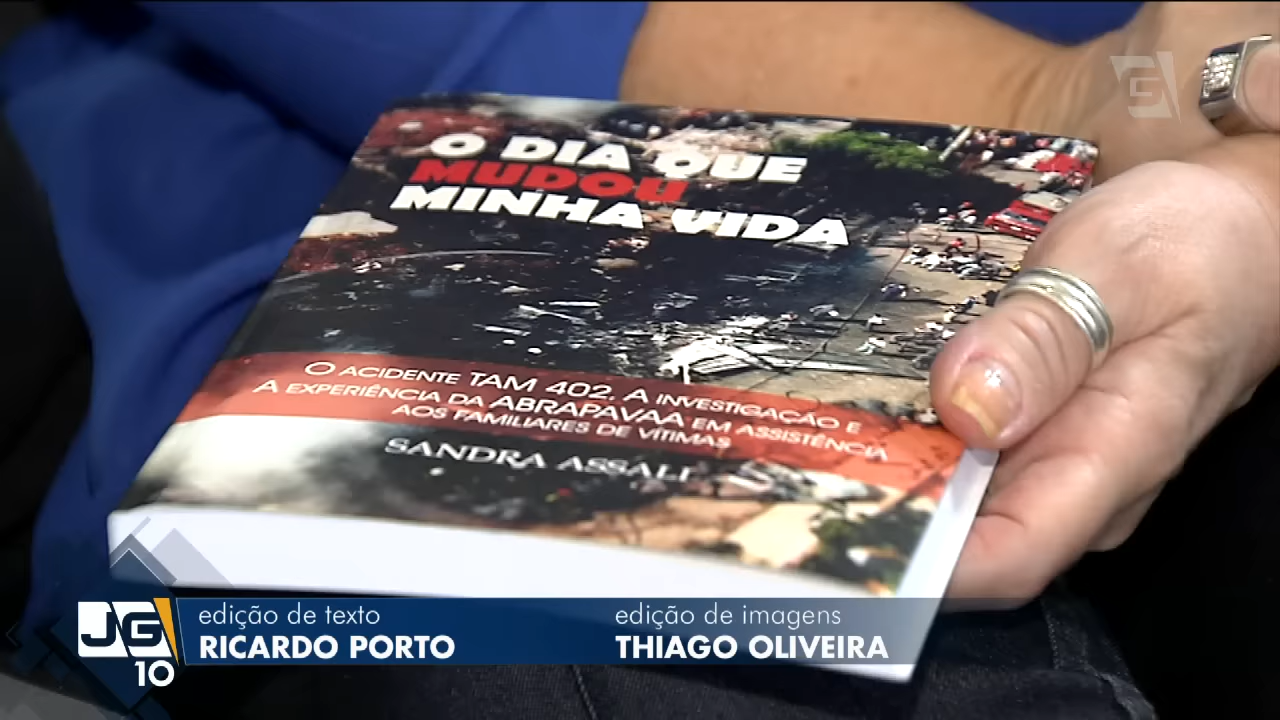 O DIA QUE
MUDOU
MINHA VIDA
O ACIDENTE TAM 402. A INVESTIGAÇÃO E
A EXPERIÊNCIA DA ABRAPAVAA EM ASSISTÊNCIA
AOS FAMILIARES DE VÍTIMAS
SANDRA ASSALI
JG
10
edição de texto
RICARDO PORTO
edição de imagens
THIAGO OLIVEIRA
G